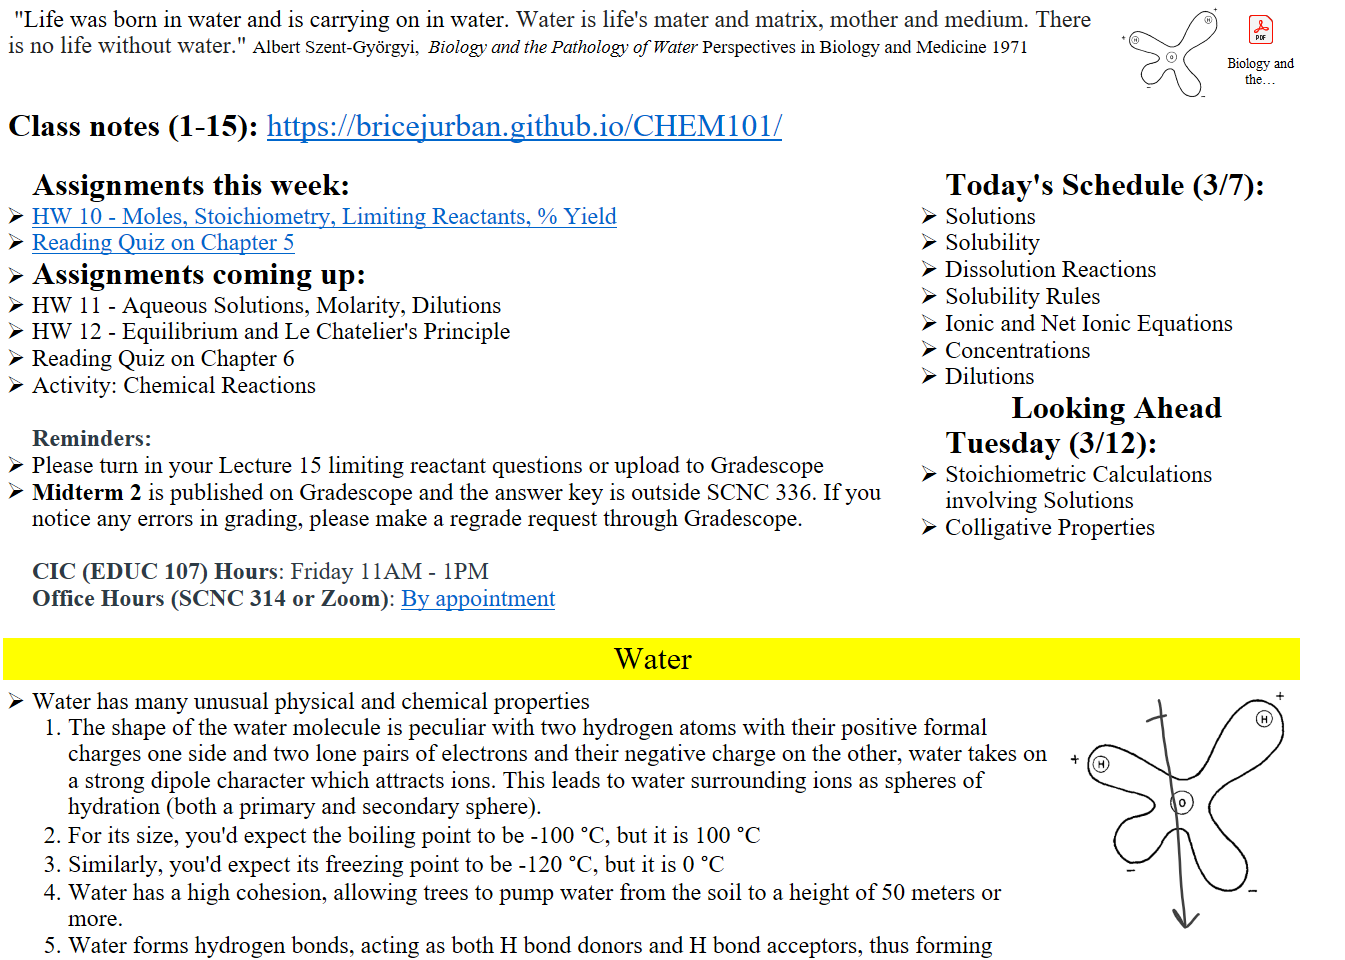 "Life was born in water and is carrying on in water. Water is life's mater and matrix, mother and medium. There
is no life without water." Albert Szent-Györgyi, Biology and the Pathology of Water Perspectives in Biology and Medicine 1971
+
H
+ H
O
-
-
PDF
Biology and
the...
Class notes (1-15): https://bricejurban.github.io/CHEM101/
Assignments this week:
➢ HW 10 - Moles, Stoichiometry, Limiting Reactants, % Yield
➢ Reading Quiz on Chapter 5
➢ Assignments coming up:
➢ HW 11 - Aqueous Solutions, Molarity, Dilutions
➢ HW 12 - Equilibrium and Le Chatelier's Principle
➢ Reading Quiz on Chapter 6
➢ Activity: Chemical Reactions
Reminders:
➢ Please turn in your Lecture 15 limiting reactant questions or upload to Gradescope
➢ Midterm 2 is published on Gradescope and the answer key is outside SCNC 336. If you
notice any errors in grading, please make a regrade request through Gradescope.
CIC (EDUC 107) Hours: Friday 11AM - 1PM
Office Hours (SCNC 314 or Zoom): By appointment
Today's Schedule (3/7):
➢ Solutions
➢ Solubility
➢ Dissolution Reactions
➢ Solubility Rules
➢ Ionic and Net Ionic Equations
➢ Concentrations
➢ Dilutions
Looking Ahead
Tuesday (3/12):
➢ Stoichiometric Calculations
involving Solutions
➢ Colligative Properties
Water
➢ Water has many unusual physical and chemical properties
1. The shape of the water molecule is peculiar with two hydrogen atoms with their positive formal
charges one side and two lone pairs of electrons and their negative charge on the other, water takes on
a strong dipole character which attracts ions. This leads to water surrounding ions as spheres of
hydration (both a primary and secondary sphere).
2. For its size, you'd expect the boiling point to be -100 °C, but it is 100 °C
3. Similarly, you'd expect its freezing point to be -120 °C, but it is 0 °C
4. Water has a high cohesion, allowing trees to pump water from the soil to a height of 50 meters or
more.
5. Water forms hydrogen bonds, acting as both H bond donors and H bond acceptors, thus forming
+
H
+ H
O
-
-